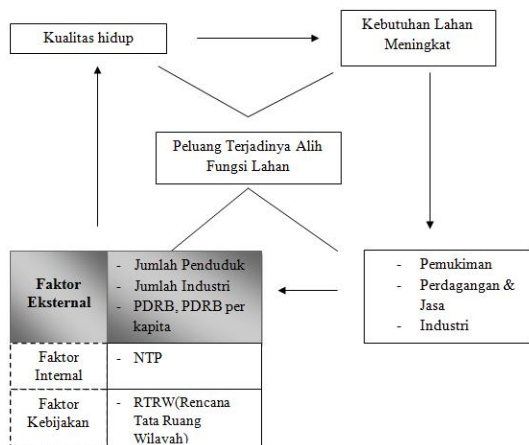 Kualitas hidup
Kebutuhan Lahan
Meningkat
Peluang Terjadinya Alih
Fungsi Lahan
Faktor
Eksternal
- Jumlah Penduduk
- Jumlah Industri
- PDRB, PDRB per
kapita
Faktor
Internal
- NTP
Faktor
Kebijakan
- RTRW(Rencana
Tata Ruang
Wilayah)
- Pemukiman
- Perdagangan &
Jasa
- Industri